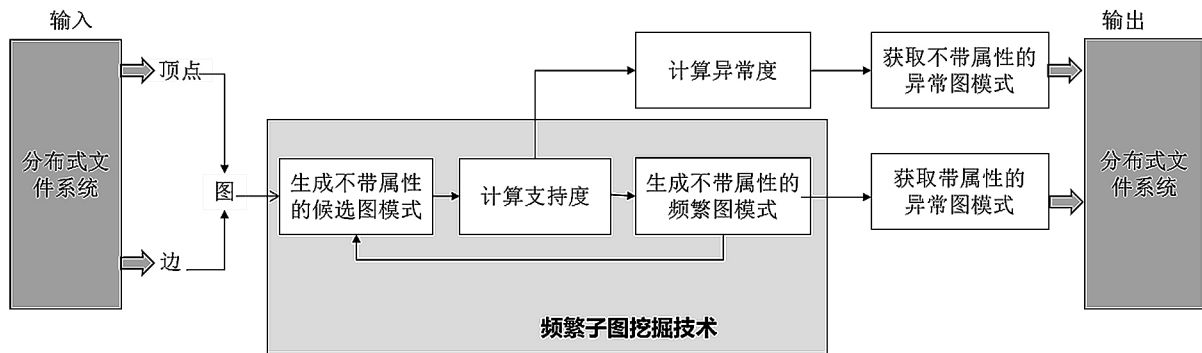 输入
输出
分布式文
件系统
顶点
边
图
计算异常度
获取不带属性的
异常图模式
生成不带属性
的候选图模式
计算支持度
生成不带属性的
频繁图模式
获取带属性的
异常图模式
分布式文
件系统
频繁子图挖掘技术